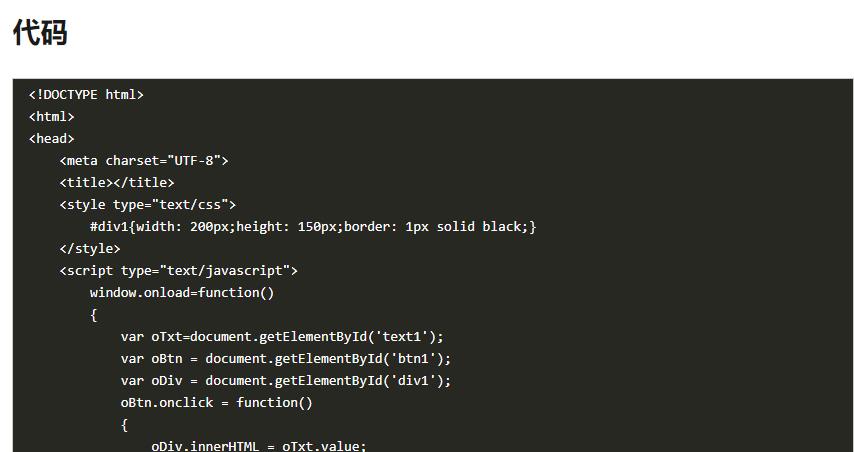 代码
<!DOCTYPE html>
<html>
<head>
    <meta charset="UTF-8">
    <title></title>
    <style type="text/css">
        #div1{width: 200px;height: 150px;border: 1px solid black;}
    </style>
    <script type="text/javascript">
        window.onload=function()
        {
            var oTxt=document.getElementById('text1');
            var oBtn = document.getElementById('btn1');
            var oDiv = document.getElementById('div1');
            oBtn.onclick = function()
            {
                oDiv.innerHTML = oTxt.value;